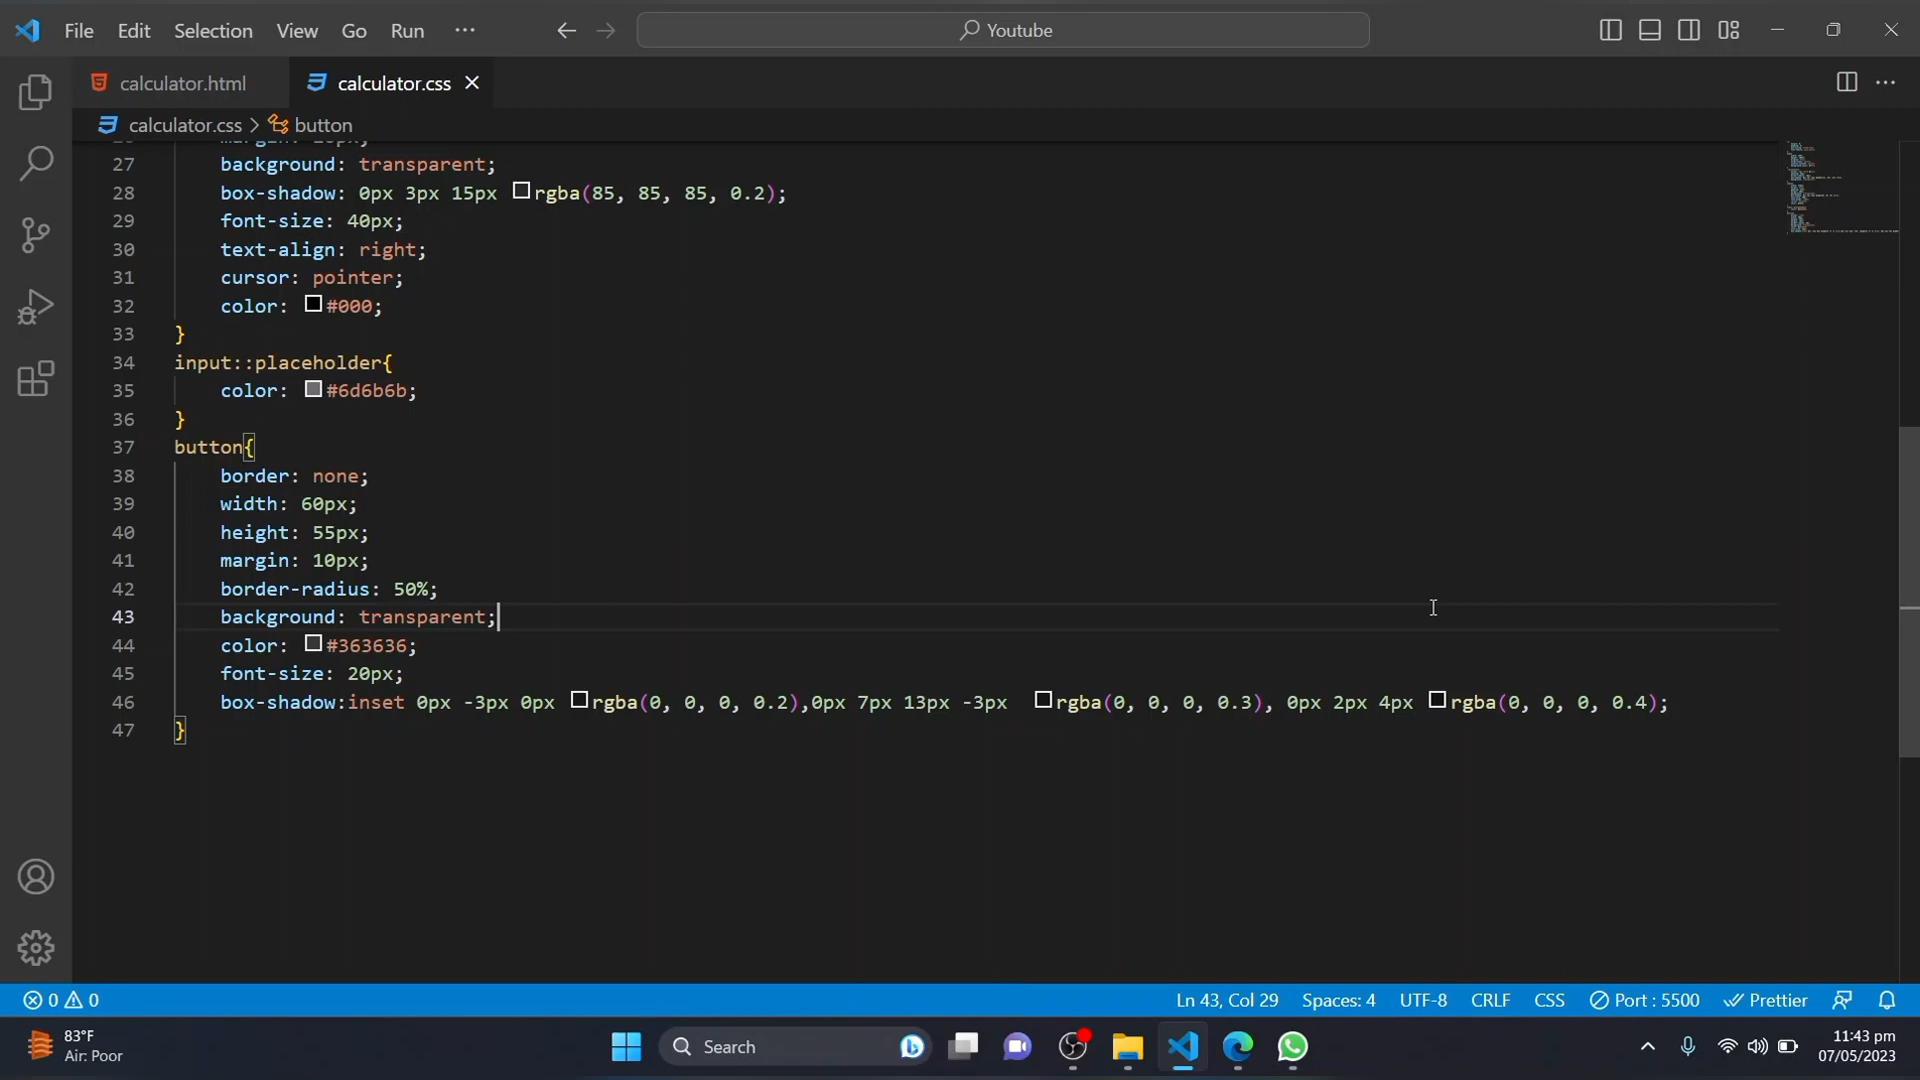 File Edit Selection View Go Run ··· Youtube
calculator.html calculator.css
calculator.css > button
27 background: transparent;
28 box-shadow: 0px 3px 15px rgba(85, 85, 85, 0.2);
29 font-size: 40px;
30 text-align: right;
31 cursor: pointer;
32 color: #000;
33 }
34 input::placeholder{
35 color: #6d6b6b;
36 }
37 button{
38 border: none;
39 width: 60px;
40 height: 55px;
41 margin: 10px;
42 border-radius: 50%;
43 background: transparent;
44 color: #363636;
45 font-size: 20px;
46 box-shadow:inset 0px -3px 0px rgba(0, 0, 0, 0.2),0px 7px 13px -3px rgba(0, 0, 0, 0.3), 0px 2px 4px rgba(0, 0, 0, 0.4);
47 }
0 0 Ln 43, Col 29 Spaces: 4 UTF-8 CRLF CSS Port : 5500 Prettier
83°F
Air: Poor
Search
11:43 pm
07/05/2023